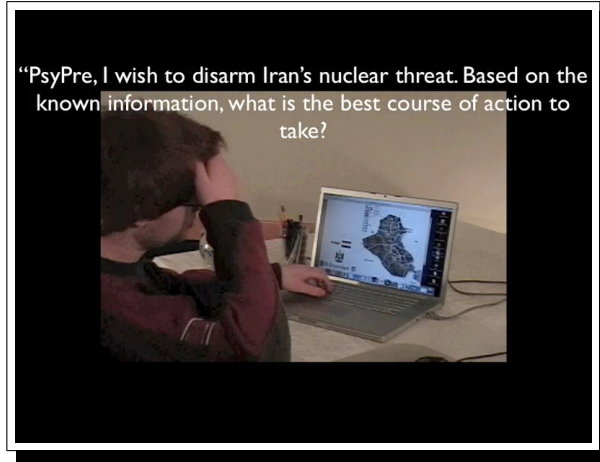 “PsyPre, I wish to disarm Iran’s nuclear threat. Based on the
known information, what is the best course of action to
take?